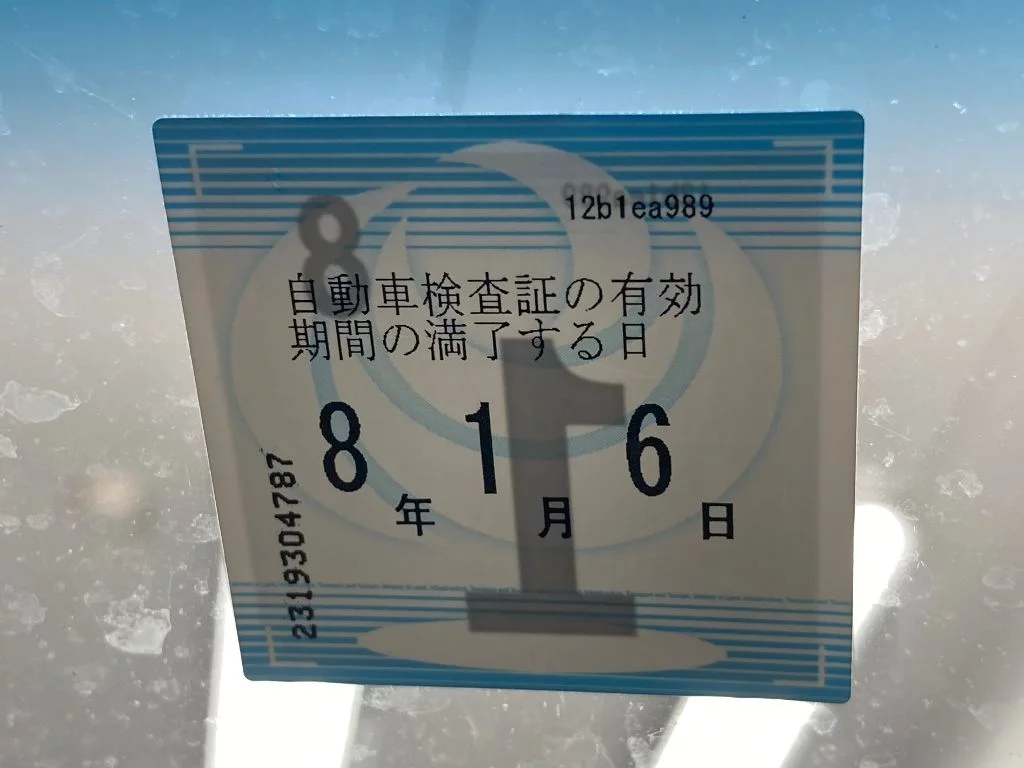 8
12b1ea989
自動車検査証の有効
期間の満了する日
8年 1月 6日
1
2319304787